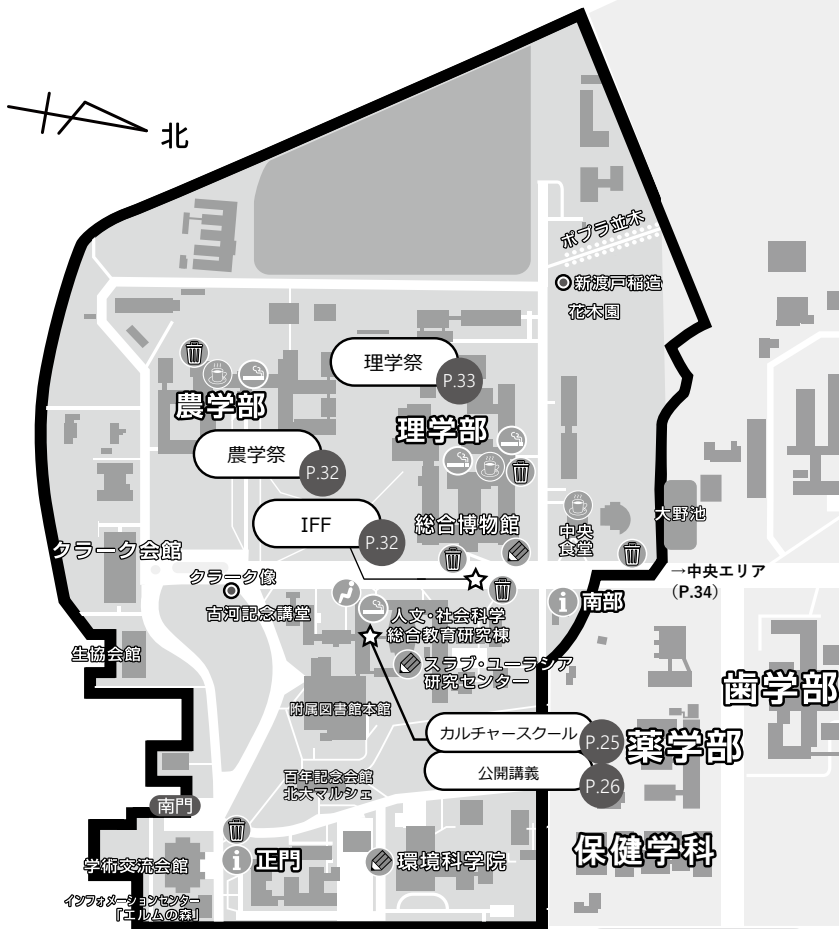 北
ポプラ並木
新渡戸稲造
花木園
理学祭
P.33
農学部
理学部
農学祭
P.32
IFF
P.32
総合博物館
中央
食堂
大野池
クラーク会館
→中央エリア
(P.34)
クラーク像
古河記念講堂
人文・社会科学
総合教育研究棟
南部
生協会館
スラブ・ユーラシア
研究センター
歯学部
附属図書館本館
カルチャースクール
P.25
薬学部
公開講義
P.26
百年記念会館
北大マルシェ
南門
保健学科
正門
環境科学院
学術交流会館
インフォメーションセンター
「エルムの森」